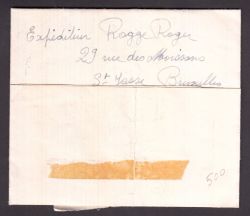 Expéditeur Rogge Roger
29 rue des Moissons
St Josse Bruxelles
500